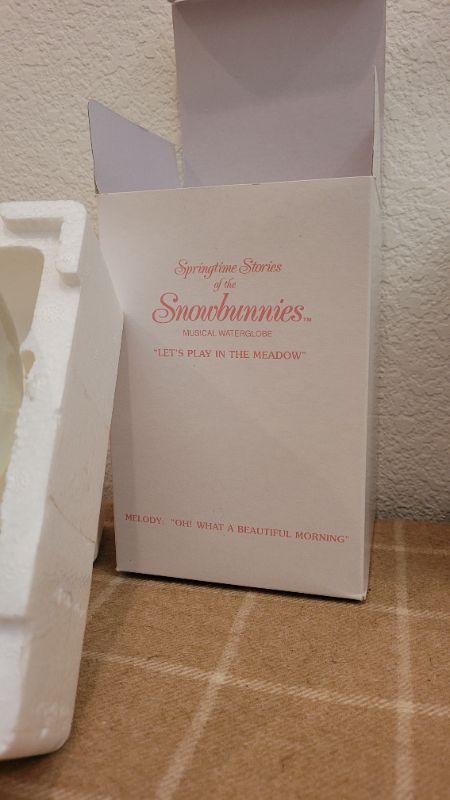 Springtime Stories
of the
Snowbunnies™
MUSICAL WATERGLOBE
"LET'S PLAY IN THE MEADOW"
MELODY: "OH! WHAT A BEAUTIFUL MORNING"